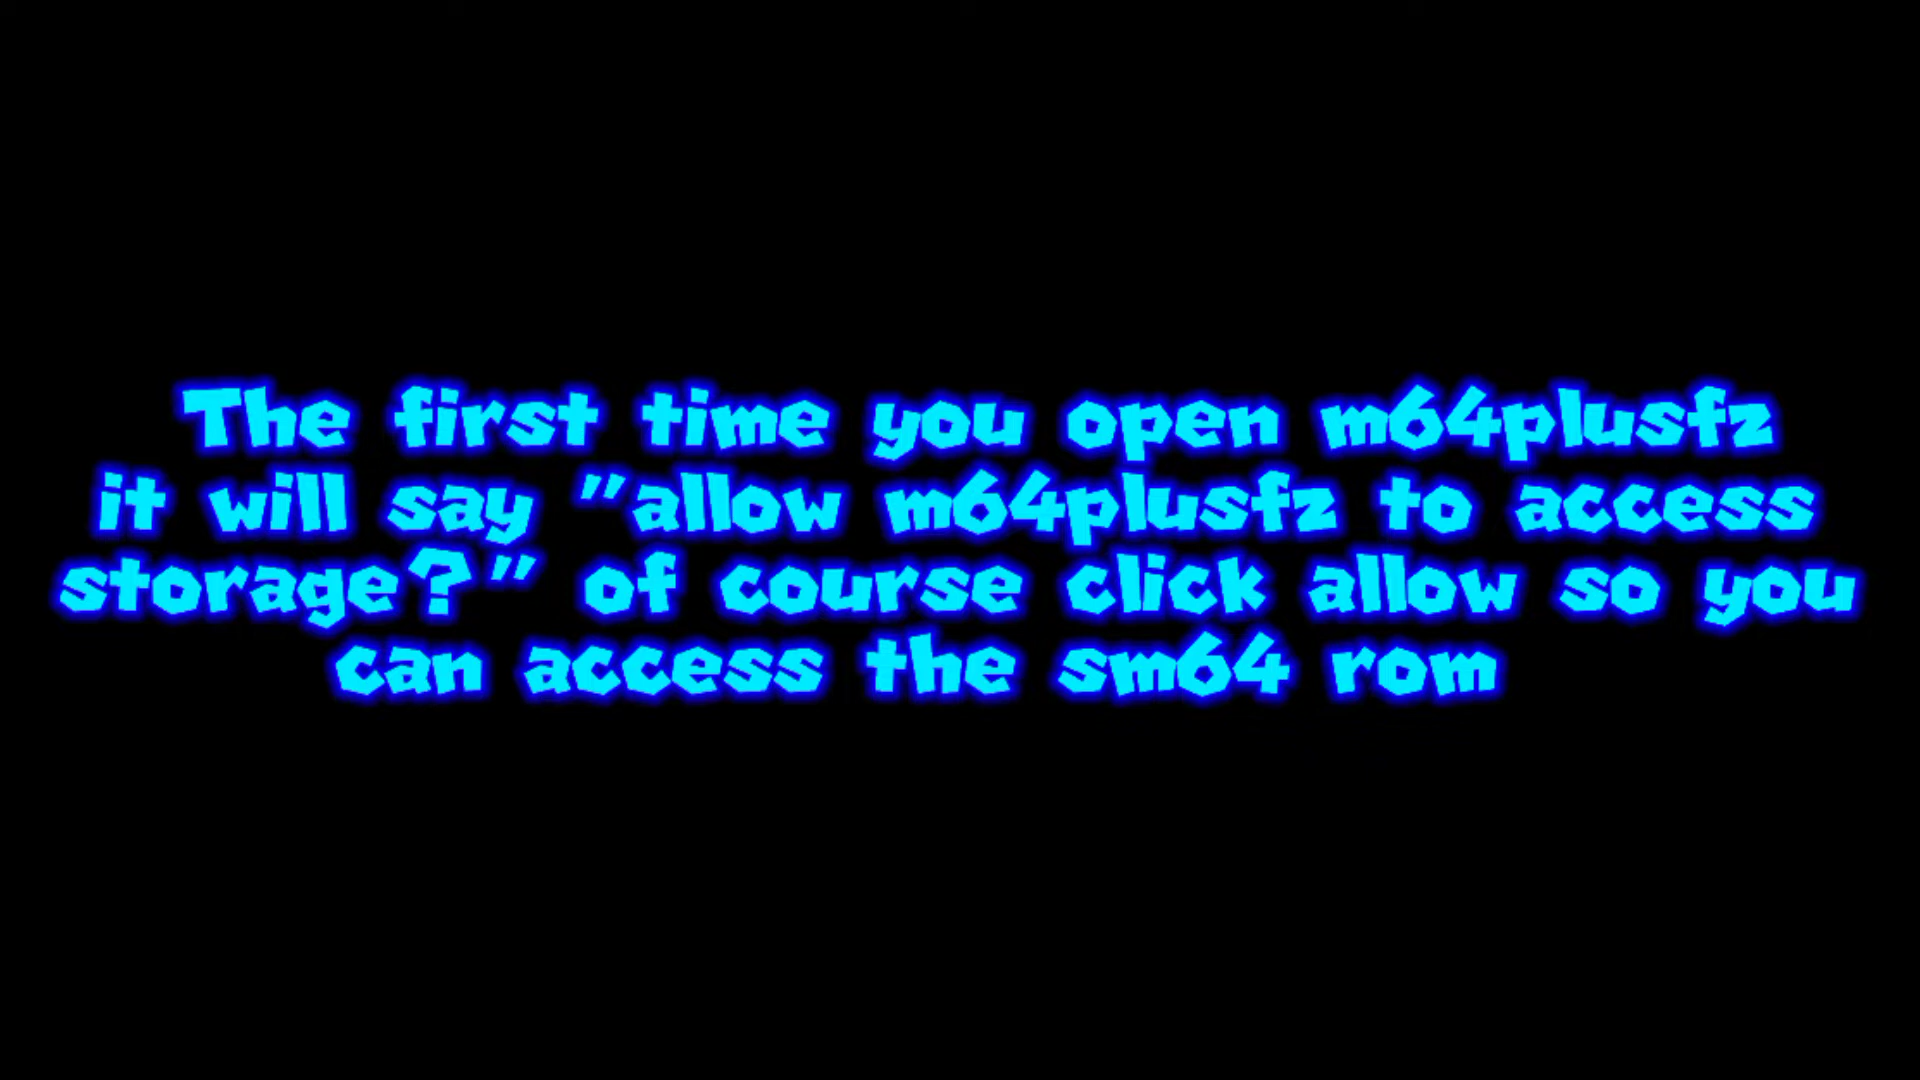 The first time you open m64plusfz
it will say "allow m64plusfz to access
storage?" of course click allow so you
can access the sm64 rom